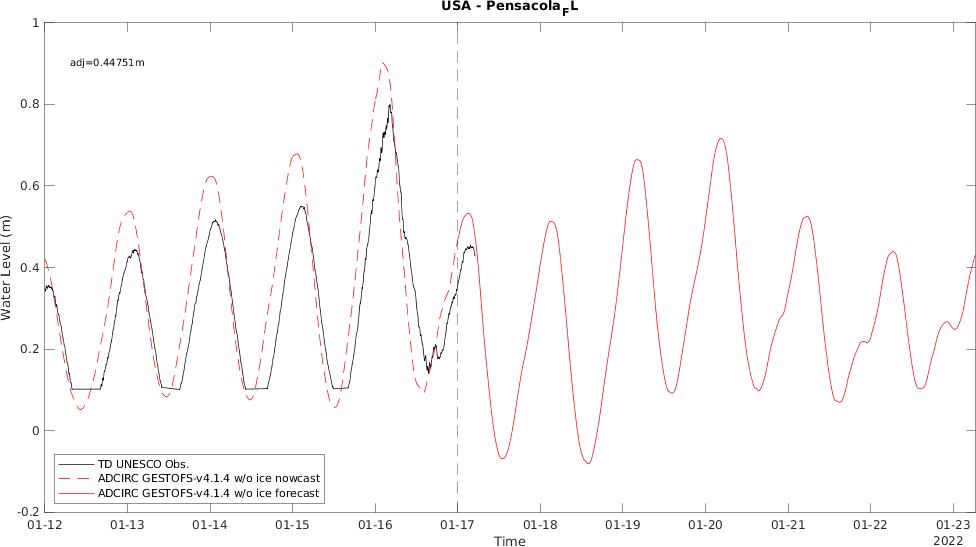 USA - Pensacola_FL
1
adj=0.44751m
0.8
0.6
Water Level (m)
0.4
0.2
0
TD UNESCO Obs.
ADCIRC GESTOFS-v4.1.4 w/o ice nowcast
ADCIRC GESTOFS-v4.1.4 w/o ice forecast
-0.2
01-12 01-13 01-14 01-15 01-16 01-17 01-18 01-19 01-20 01-21 01-22 01-23
Time 2022